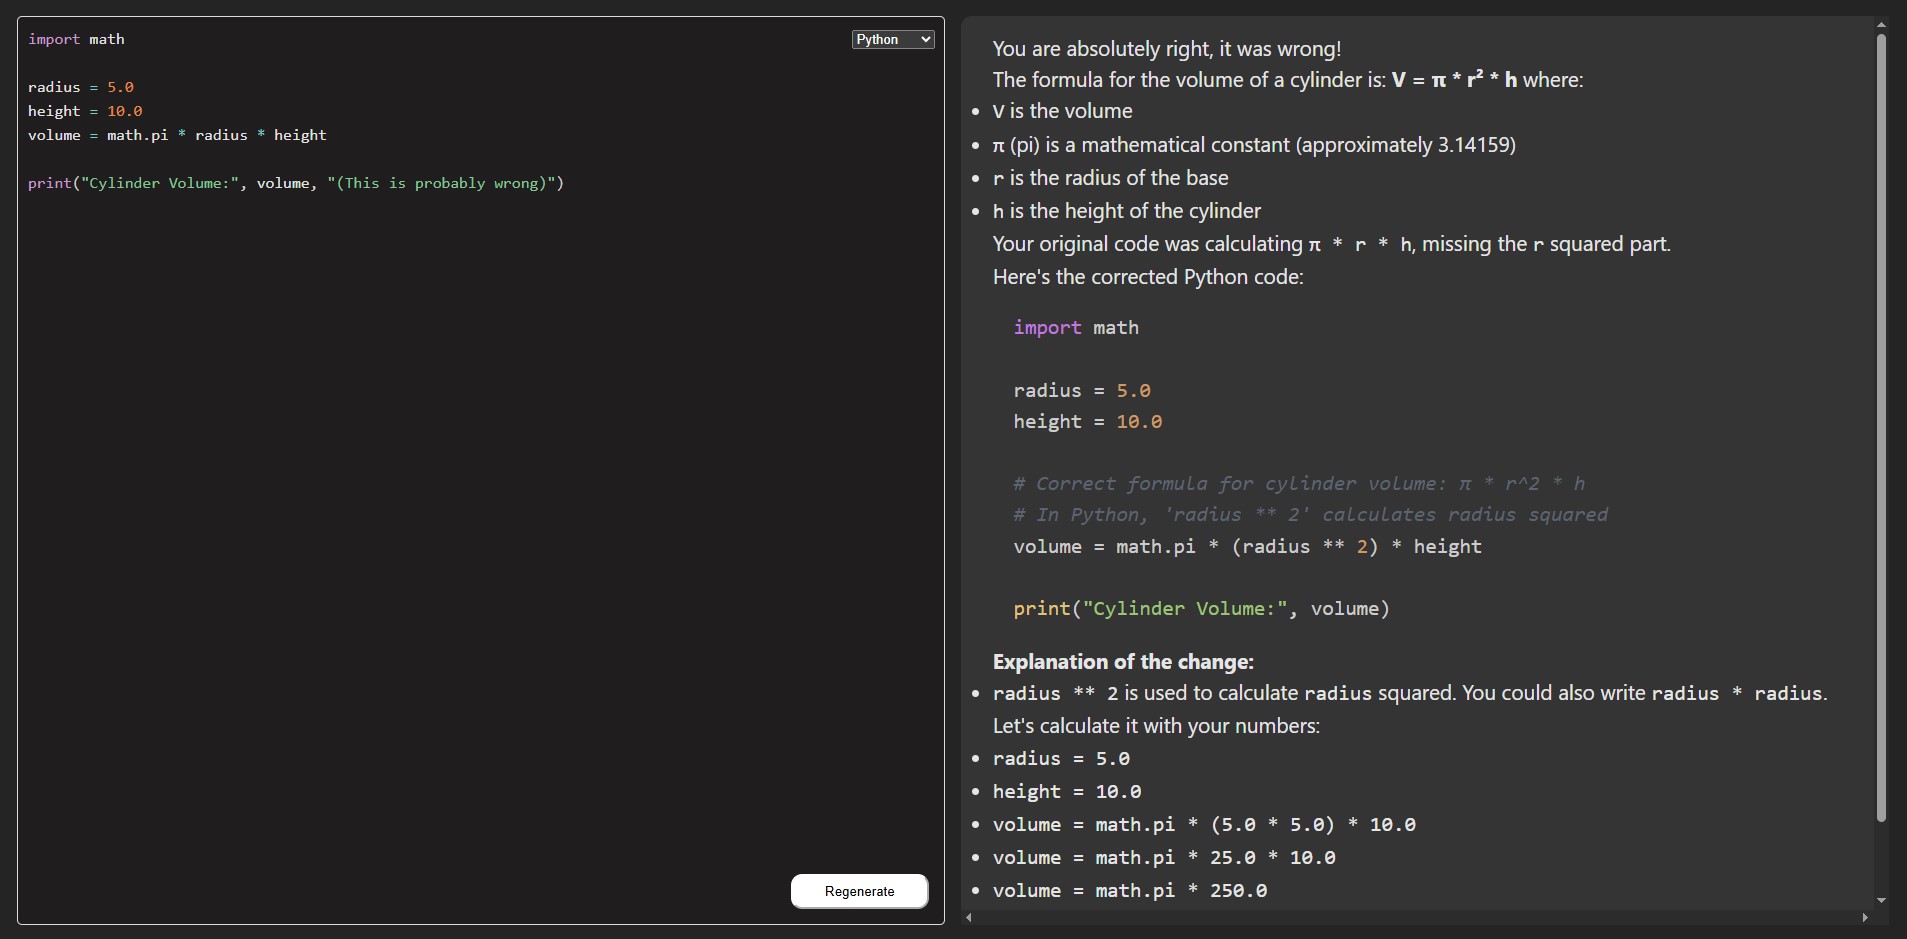 import math
Python
radius = 5.0
height = 10.0
volume = math.pi * radius * height
print("Cylinder Volume:", volume, "(This is probably wrong)")
Regenerate
You are absolutely right, it was wrong!
The formula for the volume of a cylinder is: V = π * r² * h where:
• V is the volume
• π (pi) is a mathematical constant (approximately 3.14159)
• r is the radius of the base
• h is the height of the cylinder
Your original code was calculating π * r * h, missing the r squared part.
Here's the corrected Python code:
import math
radius = 5.0
height = 10.0
# Correct formula for cylinder volume: π * r^2 * h
# In Python, 'radius ** 2' calculates radius squared
volume = math.pi * (radius ** 2) * height
print("Cylinder Volume:", volume)
Explanation of the change:
• radius ** 2 is used to calculate radius squared. You could also write radius * radius.
Let's calculate it with your numbers:
• radius = 5.0
• height = 10.0
• volume = math.pi * (5.0 * 5.0) * 10.0
• volume = math.pi * 25.0 * 10.0
• volume = math.pi * 250.0